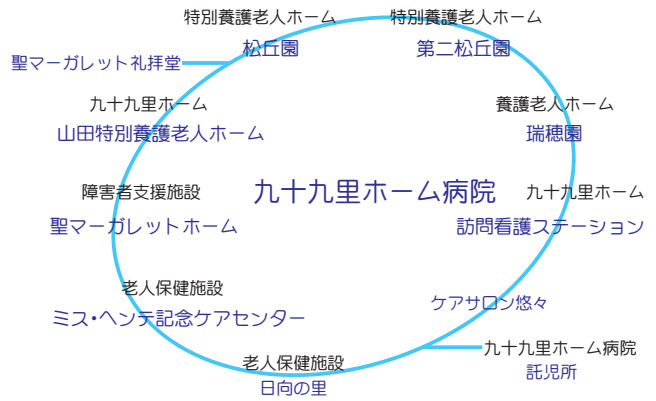 特別養護老人ホーム
松丘園
特別養護老人ホーム
第二松丘園
聖マーガレット礼拝堂
九十九里ホーム
山田特別養護老人ホーム
養護老人ホーム
瑞穂園
障害者支援施設
聖マーガレットホーム
九十九里ホーム病院
九十九里ホーム
訪問看護ステーション
老人保健施設
ミス・ヘンテ記念ケアセンター
ケアサロン悠々
老人保健施設
日向の里
九十九里ホーム病院
託児所